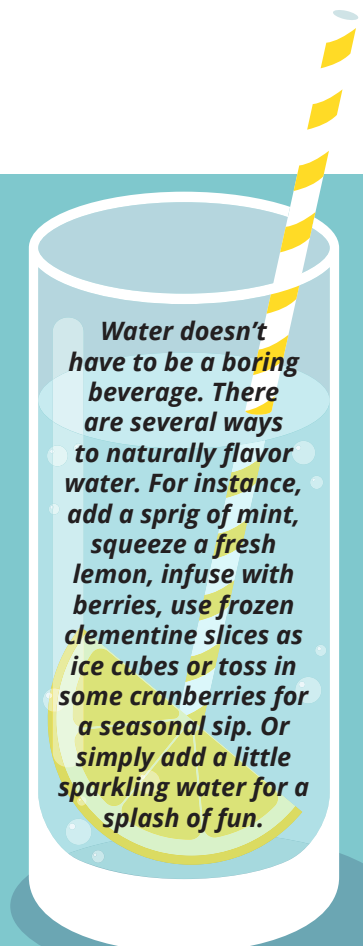 Water doesn’t
have to be a boring
beverage. There
are several ways
to naturally flavor
water. For instance,
add a sprig of mint,
squeeze a fresh
lemon, infuse with
berries, use frozen
clementine slices as
ice cubes or toss in
some cranberries for
a seasonal sip. Or
simply add a little
sparkling water for a
splash of fun.